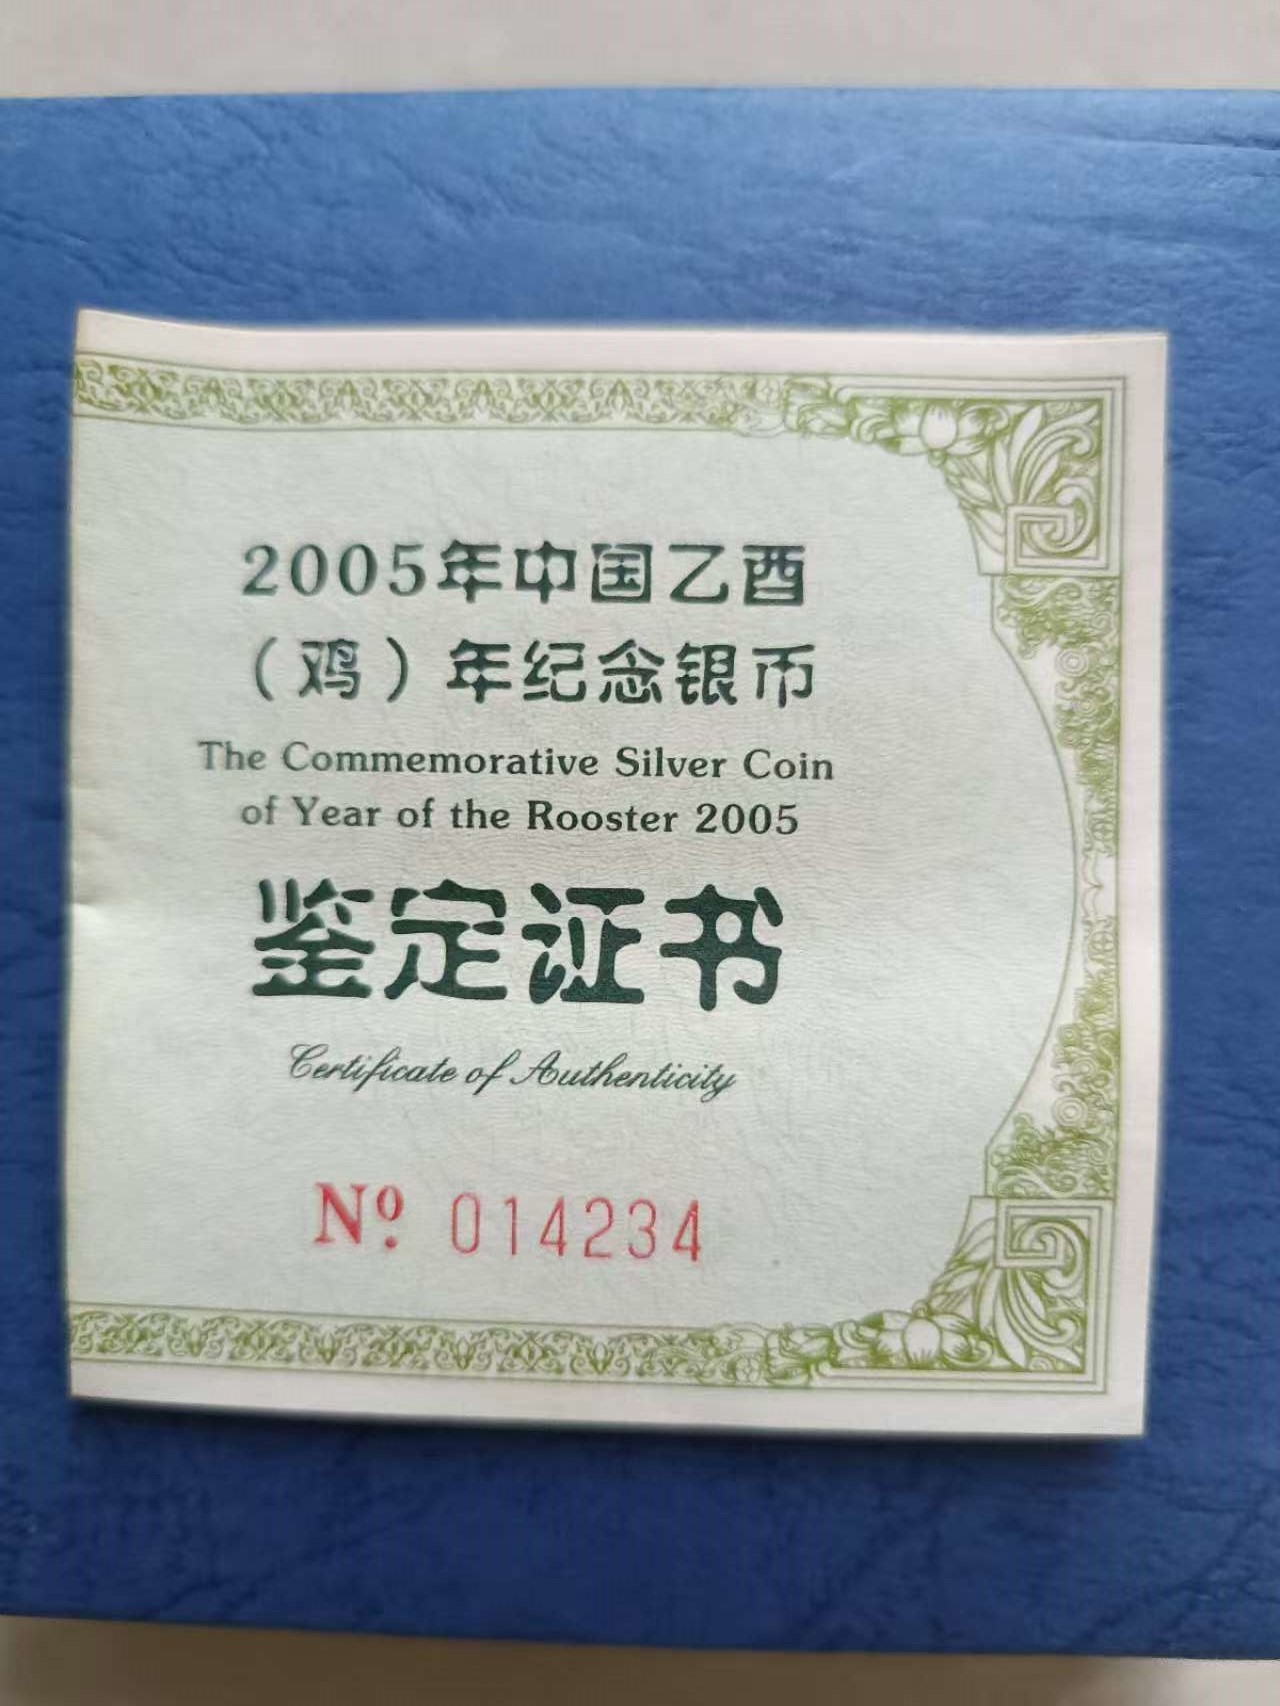 2005年中国乙酉
（鸡）年纪念银币
The Commemorative Silver Coin
of Year of the Rooster 2005
鉴定证书
Certificate of Authenticity
Nº. 014234